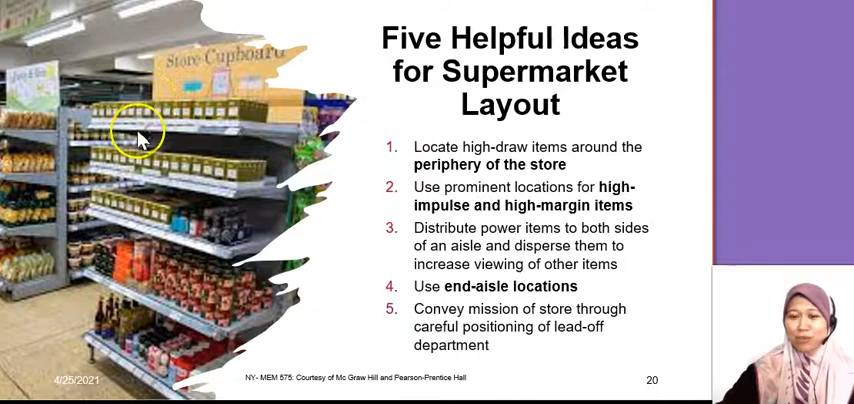 Store Cupboard
Five Helpful Ideas
for Supermarket
Layout
1. Locate high-draw items around the
periphery of the store
2. Use prominent locations for high-
impulse and high-margin items
3. Distribute power items to both sides
of an aisle and disperse them to
increase viewing of other items
4. Use end-aisle locations
5. Convey mission of store through
careful positioning of lead-off
department
4/25/2021
NY- MEM 575: Courtesy of Mc Graw Hill and Pearson-Prentice Hall
20